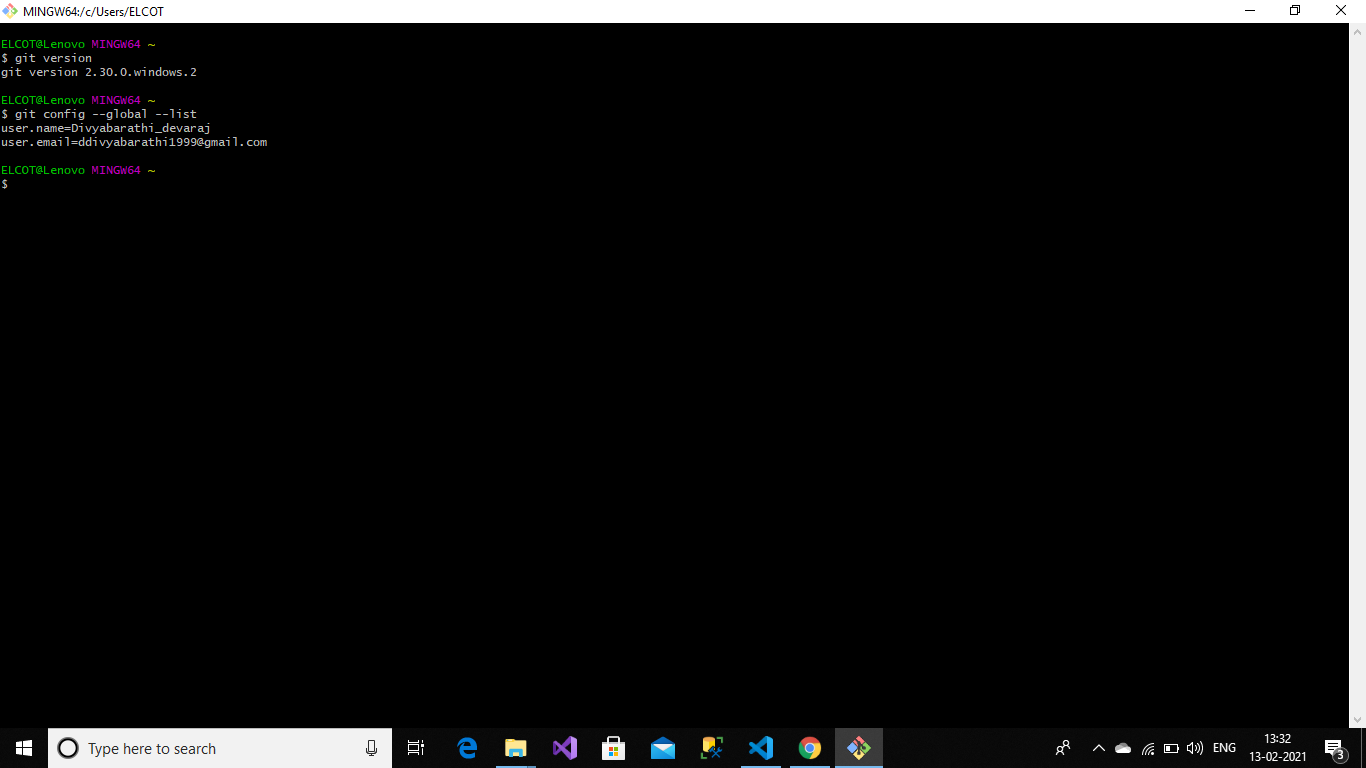 MINGW64:/c/Users/ELCOT
ELCOT@Lenovo MINGW64 ~
$ git version
git version 2.30.0.windows.2
ELCOT@Lenovo MINGW64 ~
$ git config --global --list
user.name=Divyabarathi_devaraj
user.email=ddivyabarathi1999@gmail.com
ELCOT@Lenovo MINGW64 ~
$
Type here to search
ENG
13:32
13-02-2021
3